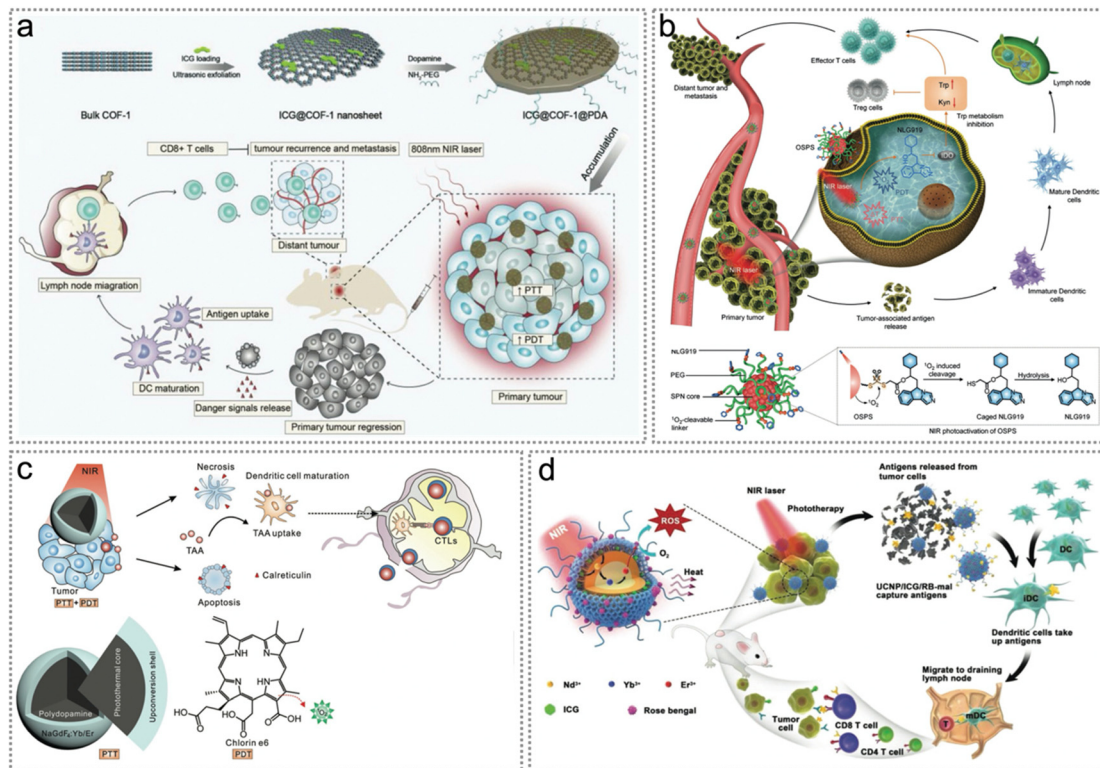 a
ICG loading
Ultrasonic exfoliation
Dopamine
NH₂-PEG
Bulk COF-1
ICG@COF-1 nanosheet
ICG@COF-1@PDA
CD8+ T cells
tumour recurrence and metastasis
808nm NIR laser
Accumulation
Distant tumour
Lymph node miagration
↑ PTT
↑ PDT
Antigen uptake
DC maturation
Danger signals release
Primary tumour regression
Primary tumour
b
Effector T cells
Distant tumor and
metastasis
Treg cells
Trp
Kyn
Trp metabolism
inhibition
Lymph node
OSPS
NLG919
IDO
NIR laser
PDT
Mature Dendritic
cells
NIR laser
Immature Dendritic
cells
Primary tumor
Tumor-associated antigen
release
NLG919
PEG
SPN core
¹O₂-cleavable
linker
¹O₂
OSPS
¹O₂ induced
cleavage
Hydrolysis
Caged NLG919
NLG919
NIR photoactivation of OSPS
c
NIR
Necrosis
Dendritic cell maturation
TAA
TAA uptake
CTLs
Calreticulin
Tumor
PTT+PDT
Apoptosis
Polydopamine
NaGdF₄:Yb/Er
Photothermal core
Upconversion shell
PTT
NH
N
N
HN
HO
O
O
OH
O
OH
¹O₂
Chlorin e6
PDT
d
NIR
ROS
O₂
Heat
NIR laser
Phototherapy
Antigens released from
tumor cells
UCNP/ICG/RB-mal
capture antigens
DC
iDC
Dendritic cells take
up antigens
Migrate to draining
lymph node
T
mDC
Nd³⁺
Yb³⁺
Er³⁺
ICG
Rose bengal
Tumor
cell
CD8 T cell
CD4 T cell